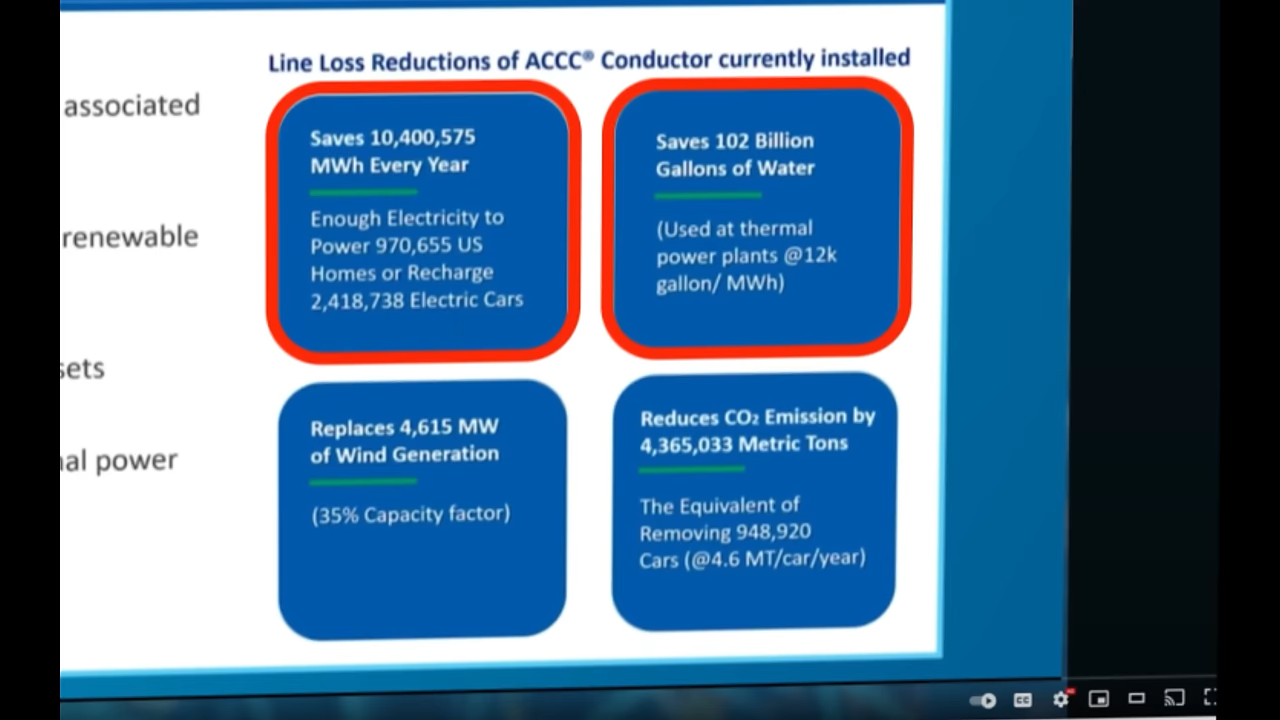 Line Loss Reductions of ACCC® Conductor currently installed
associated
renewable
sets
power
Saves 10,400,575
MWh Every Year
Enough Electricity to
Power 970,655 US
Homes or Recharge
2,418,738 Electric Cars
Saves 102 Billion
Gallons of Water
(Used at thermal
power plants @12k
gallon/ MWh)
Replaces 4,615 MW
of Wind Generation
(35% Capacity factor)
Reduces CO₂ Emission by
4,365,033 Metric Tons
The Equivalent of
Removing 948,920
Cars (@4.6 MT/car/year)
CC